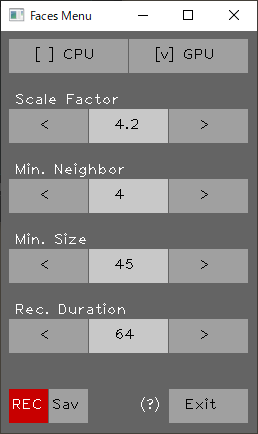 Faces Menu
[ ] CPU [v] GPU
Scale Factor
< 4.2 >
Min. Neighbor
< 4 >
Min. Size
< 45 >
Rec. Duration
< 64 >
REC Sav (?) Exit